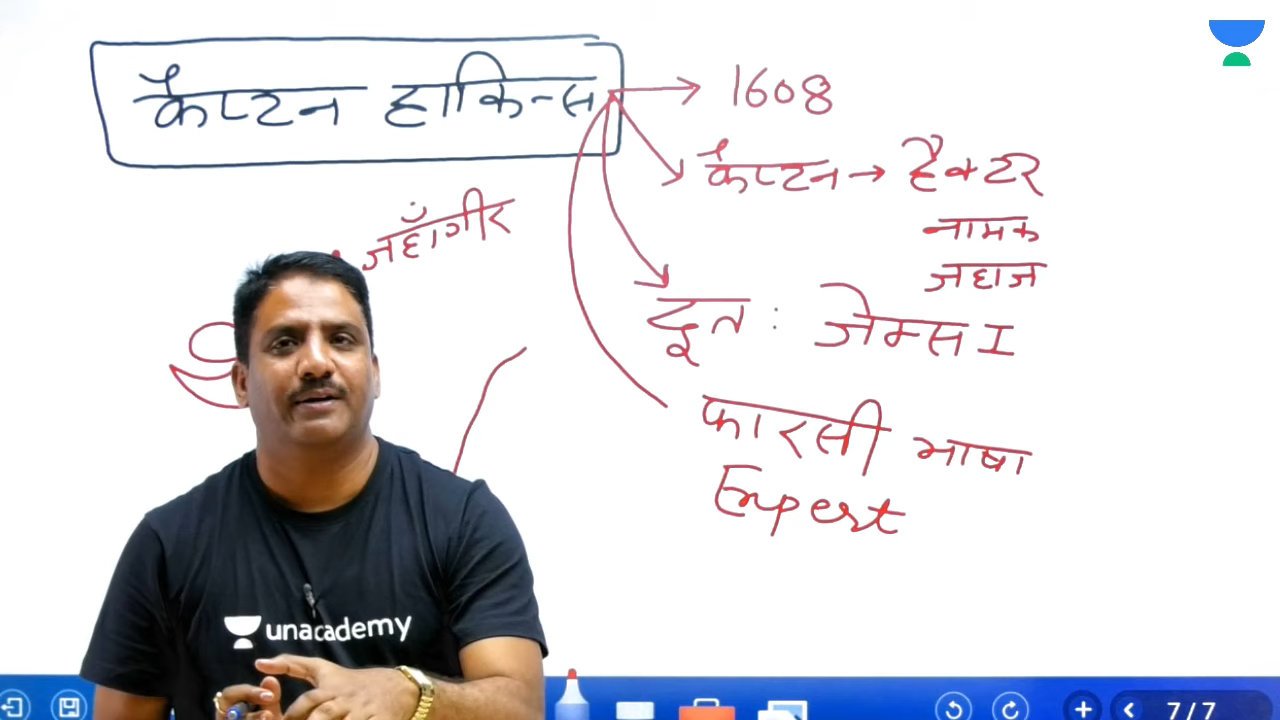 कैप्टन हाकिन्स
1608
कैप्टन → हैक्टर
नामक
जहाज
जहाँगीर
दूत : जेम्स I
फारसी भाषा
Expert
unacademy
7 / 7